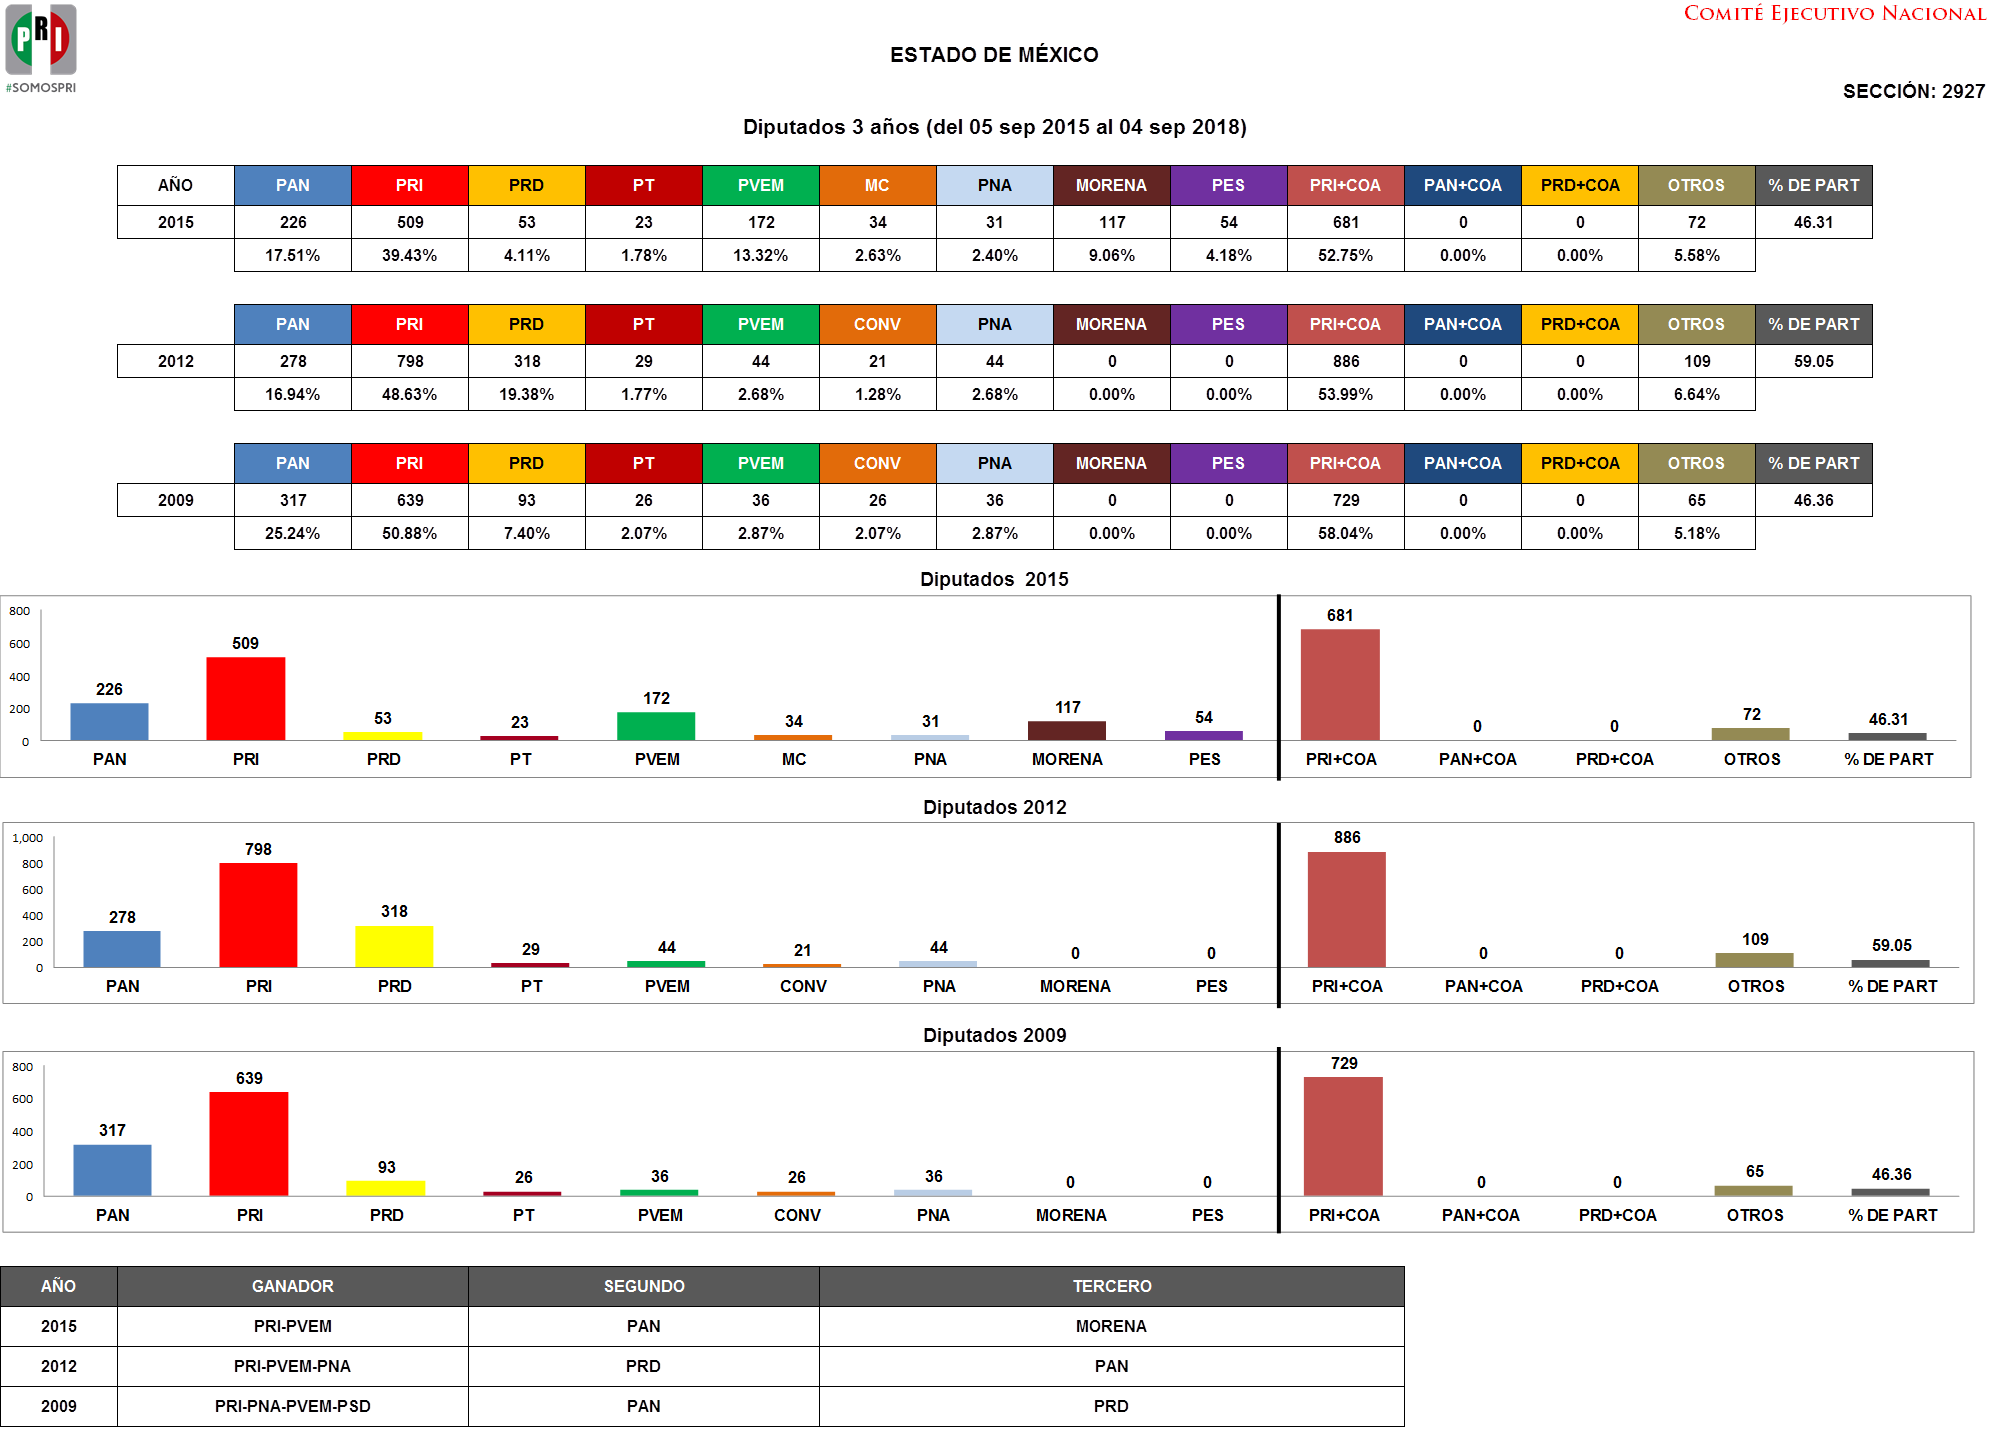 PRI
#SOMOSPRI
COMITÉ EJECUTIVO NACIONAL
ESTADO DE MÉXICO
SECCIÓN: 2927
Diputados 3 años (del 05 sep 2015 al 04 sep 2018)
AÑO PAN PRI PRD PT PVEM MC PNA MORENA PES PRI+COA PAN+COA PRD+COA OTROS % DE PART
2015 226 509 53 23 172 34 31 117 54 681 0 0 72 46.31
17.51% 39.43% 4.11% 1.78% 13.32% 2.63% 2.40% 9.06% 4.18% 52.75% 0.00% 0.00% 5.58%
PAN PRI PRD PT PVEM CONV PNA MORENA PES PRI+COA PAN+COA PRD+COA OTROS % DE PART
2012 278 798 318 29 44 21 44 0 0 886 0 0 109 59.05
16.94% 48.63% 19.38% 1.77% 2.68% 1.28% 2.68% 0.00% 0.00% 53.99% 0.00% 0.00% 6.64%
PAN PRI PRD PT PVEM CONV PNA MORENA PES PRI+COA PAN+COA PRD+COA OTROS % DE PART
2009 317 639 93 26 36 26 36 0 0 729 0 0 65 46.36
25.24% 50.88% 7.40% 2.07% 2.87% 2.07% 2.87% 0.00% 0.00% 58.04% 0.00% 0.00% 5.18%
Diputados 2015
800
600
400
200
0
226 509 53 23 172 34 31 117 54 681 0 0 72 46.31
PAN PRI PRD PT PVEM MC PNA MORENA PES PRI+COA PAN+COA PRD+COA OTROS % DE PART
Diputados 2012
1,000
800
600
400
200
0
278 798 318 29 44 21 44 0 0 886 0 0 109 59.05
PAN PRI PRD PT PVEM CONV PNA MORENA PES PRI+COA PAN+COA PRD+COA OTROS % DE PART
Diputados 2009
800
600
400
200
0
317 639 93 26 36 26 36 0 0 729 0 0 65 46.36
PAN PRI PRD PT PVEM CONV PNA MORENA PES PRI+COA PAN+COA PRD+COA OTROS % DE PART
AÑO GANADOR SEGUNDO TERCERO
2015 PRI-PVEM PAN MORENA
2012 PRI-PVEM-PNA PRD PAN
2009 PRI-PNA-PVEM-PSD PAN PRD